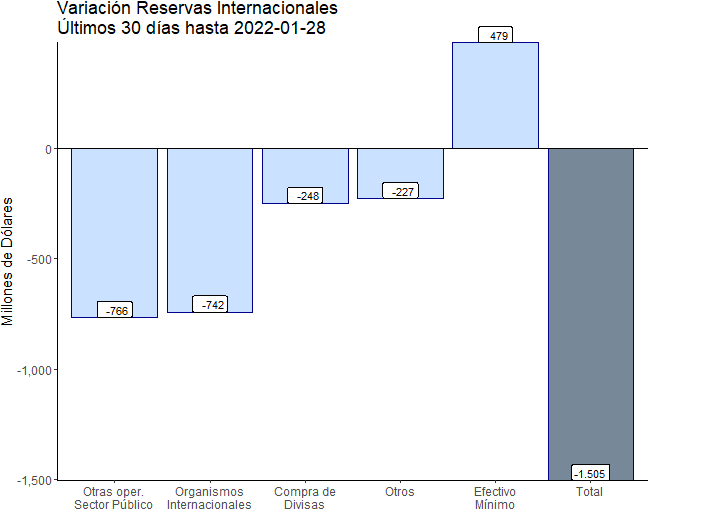 Variación Reservas Internacionales
Últimos 30 días hasta 2022-01-28
Millones de Dólares
0
-500
-1,000
-1,500
-766
-742
-248
-227
479
-1.505
Otras oper.
Sector Público
Organismos
Internacionales
Compra de
Divisas
Otros
Efectivo
Mínimo
Total